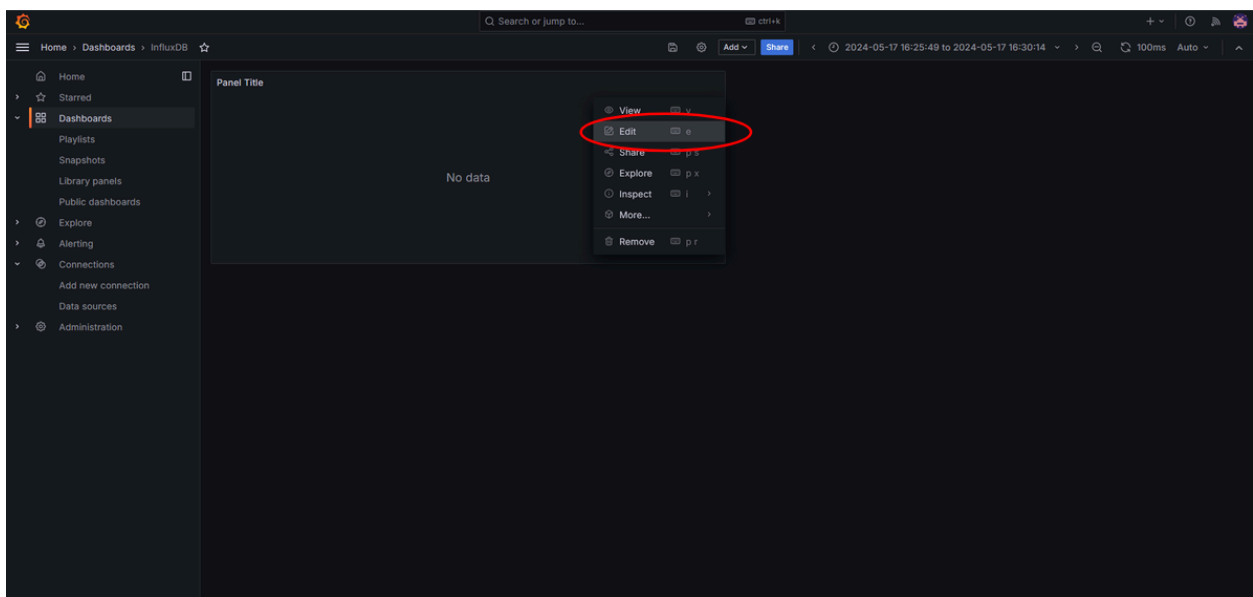 Search or jump to...
ctrl+k
Home › Dashboards › InfluxDB
Add
Share
2024-05-17 16:25:49 to 2024-05-17 16:30:14
100ms
Auto
Home
Starred
Dashboards
Playlists
Snapshots
Library panels
Public dashboards
Explore
Alerting
Connections
Add new connection
Data sources
Administration
Panel Title
No data
View v
Edit e
Share p s
Explore p x
Inspect i
More...
Remove p r